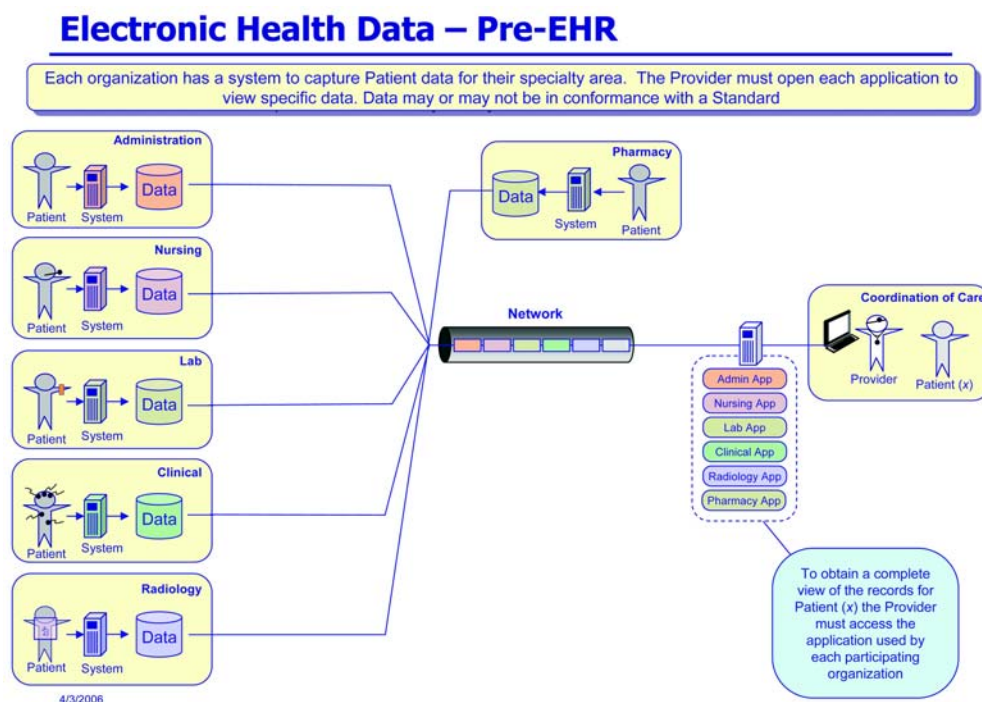 Electronic Health Data – Pre-EHR
Each organization has a system to capture Patient data for their specialty area.  The Provider must open each application to
view specific data. Data may or may not be in conformance with a Standard
Administration
Data
Patient
System
Nursing
Data
Patient
System
Lab
Data
Patient
System
Clinical
Data
Patient
System
Radiology
Data
Patient
System
Pharmacy
Data
System
Patient
Network
Admin App
Nursing App
Lab App
Clinical App
Radiology App
Pharmacy App
Coordination of Care
Provider
Patient (x)
To obtain a complete
view of the records for
Patient (x) the Provider
must access the
application used by
each participating
organization
4/3/2006